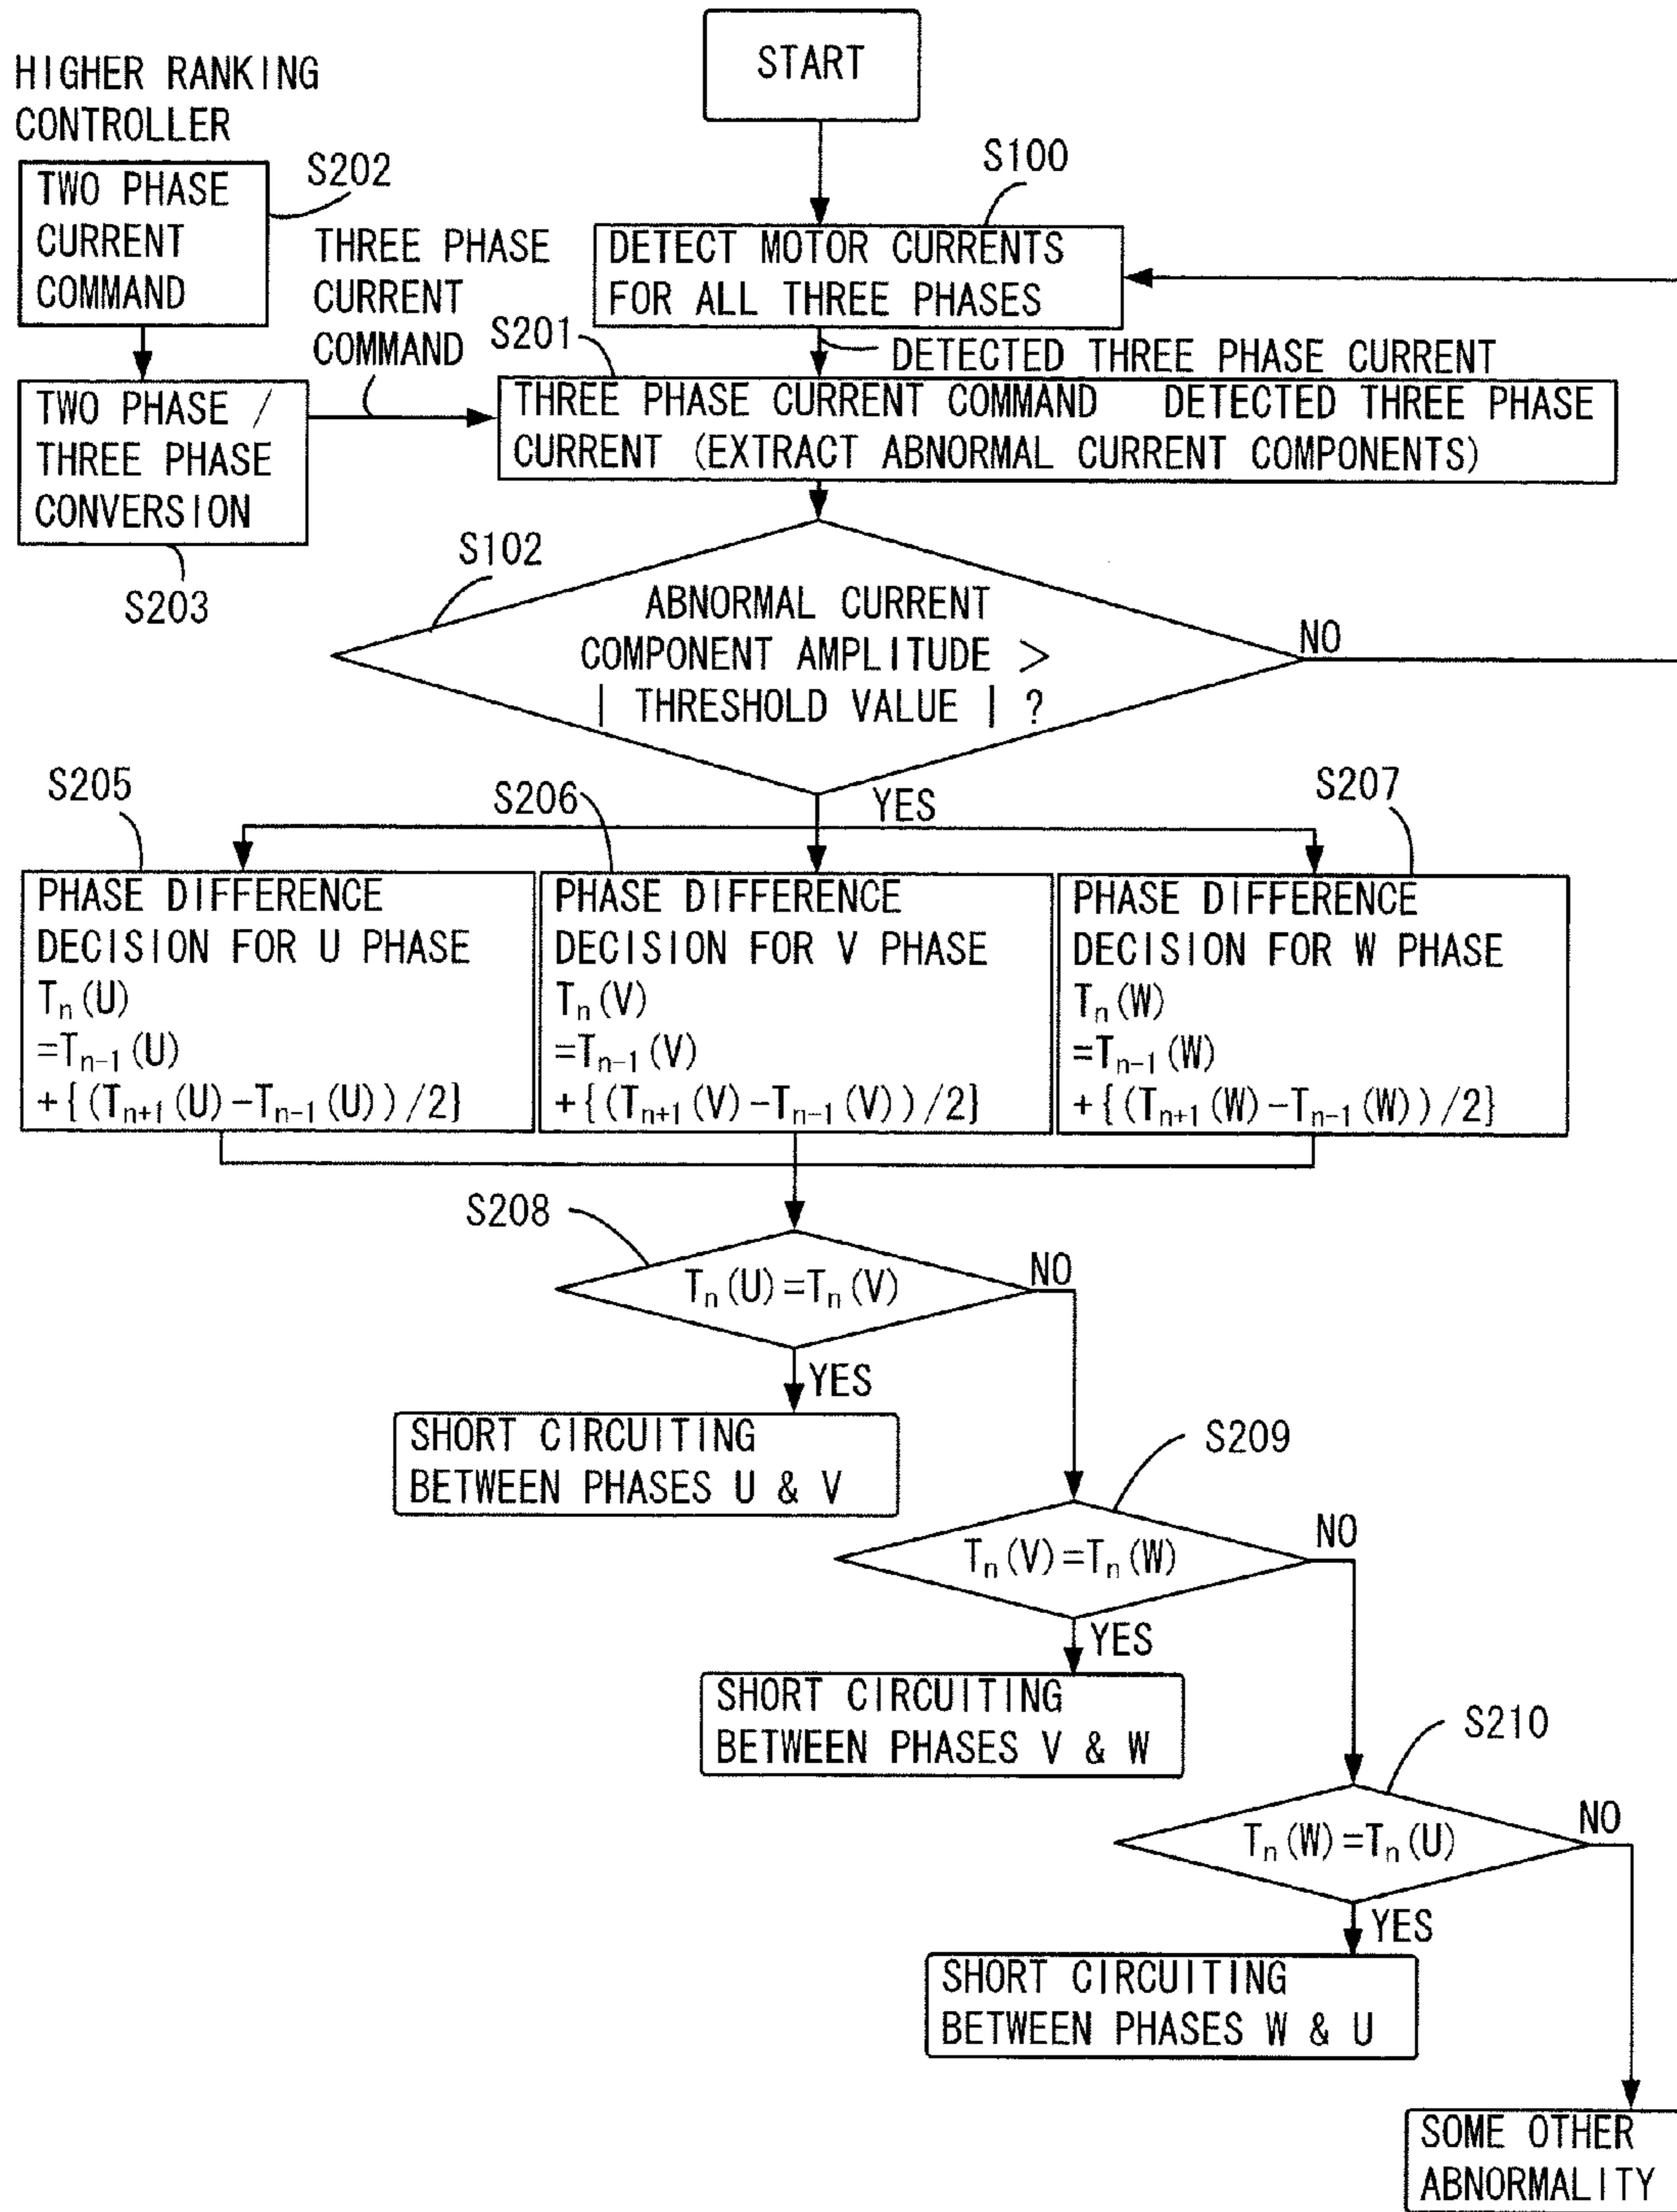 START
HIGHER RANKING
CONTROLLER
S202
TWO PHASE
CURRENT
COMMAND
THREE PHASE
CURRENT
COMMAND
S100
DETECT MOTOR CURRENTS
FOR ALL THREE PHASES
S201
DETECTED THREE PHASE CURRENT
TWO PHASE /
THREE PHASE
CONVERSION
S203
THREE PHASE CURRENT COMMAND DETECTED THREE PHASE
CURRENT (EXTRACT ABNORMAL CURRENT COMPONENTS)
S102
ABNORMAL CURRENT
COMPONENT AMPLITUDE >
| THRESHOLD VALUE | ?
NO
YES
S205
PHASE DIFFERENCE
DECISION FOR U PHASE
Tn(U)
=Tn-1(U)
+{(Tn+1(U)-Tn-1(U))/2}
S206
PHASE DIFFERENCE
DECISION FOR V PHASE
Tn(V)
=Tn-1(V)
+{(Tn+1(V)-Tn-1(V))/2}
S207
PHASE DIFFERENCE
DECISION FOR W PHASE
Tn(W)
=Tn-1(W)
+{(Tn+1(W)-Tn-1(W))/2}
S208
Tn(U)=Tn(V)
NO
YES
SHORT CIRCUITING
BETWEEN PHASES U & V
S209
Tn(V)=Tn(W)
NO
YES
SHORT CIRCUITING
BETWEEN PHASES V & W
S210
Tn(W)=Tn(U)
NO
YES
SHORT CIRCUITING
BETWEEN PHASES W & U
SOME OTHER
ABNORMALITY